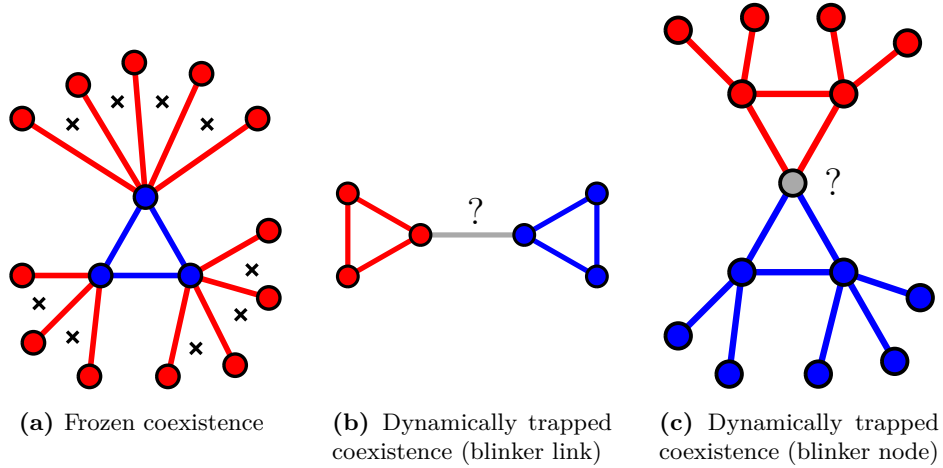 ?
?
(a) Frozen coexistence
(b) Dynamically trapped
coexistence (blinker link)
(c) Dynamically trapped
coexistence (blinker node)